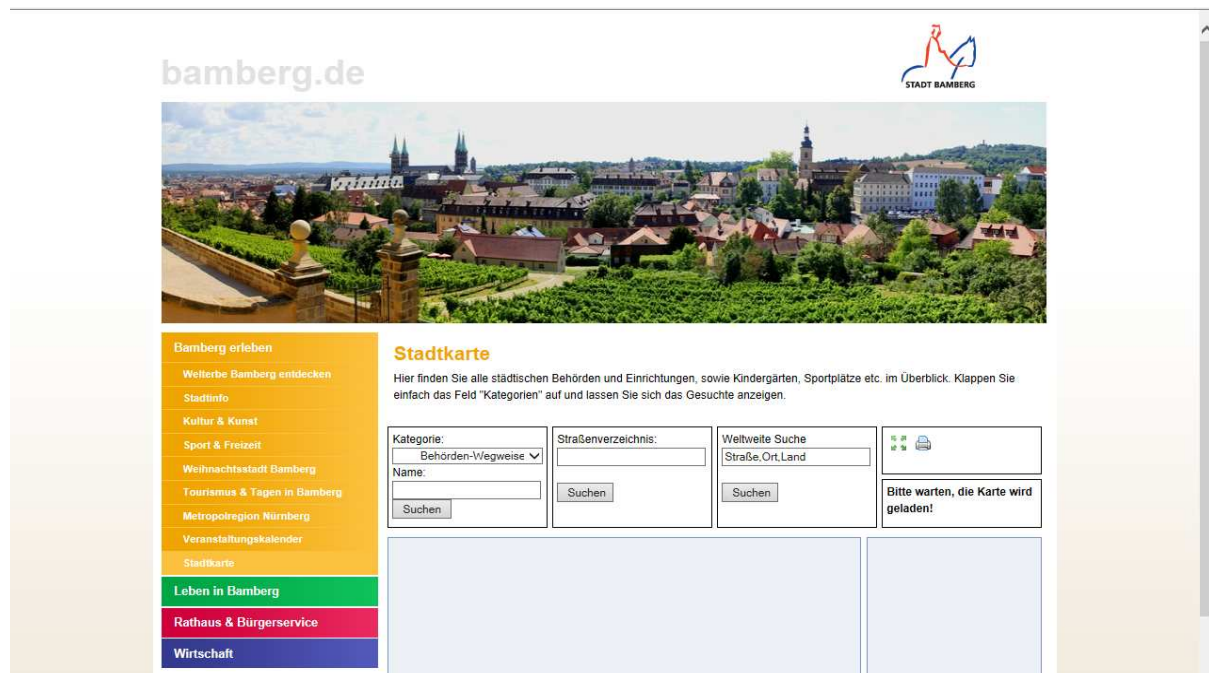 bamberg.de
STADT BAMBERG
Bamberg erleben
Welterbe Bamberg entdecken
Stadtinfo
Kultur & Kunst
Sport & Freizeit
Weihnachtsstadt Bamberg
Tourismus & Tagen in Bamberg
Metropolregion Nürnberg
Veranstaltungskalender
Stadtkarte
Leben in Bamberg
Rathaus & Bürgerservice
Wirtschaft
Stadtkarte
Hier finden Sie alle städtischen Behörden und Einrichtungen, sowie Kindergärten, Sportplätze etc. im Überblick. Klappen Sie
einfach das Feld "Kategorien" auf und lassen Sie sich das Gesuchte anzeigen.
Kategorie:
Behörden-Wegweise
Name:
Suchen
Straßenverzeichnis:
Suchen
Weltweite Suche
Straße,Ort,Land
Suchen
Bitte warten, die Karte wird
geladen!